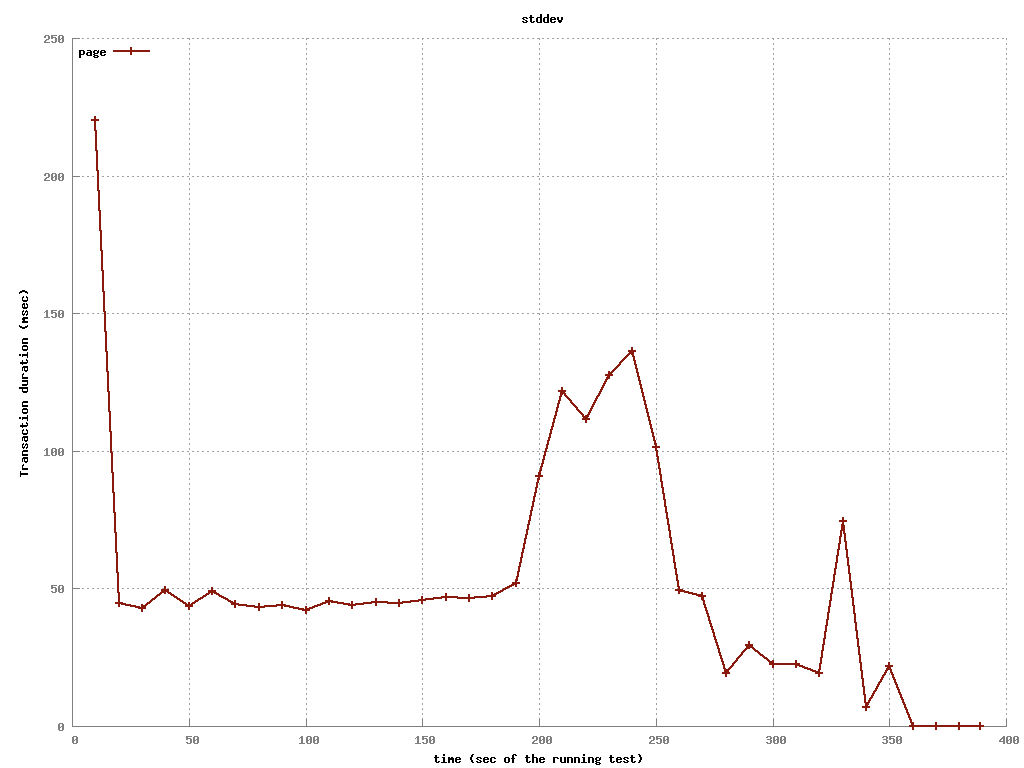 stddev
page
250
200
150
100
50
0
Transaction duration (msec)
0 50 100 150 200 250 300 350 400
time (sec of the running test)